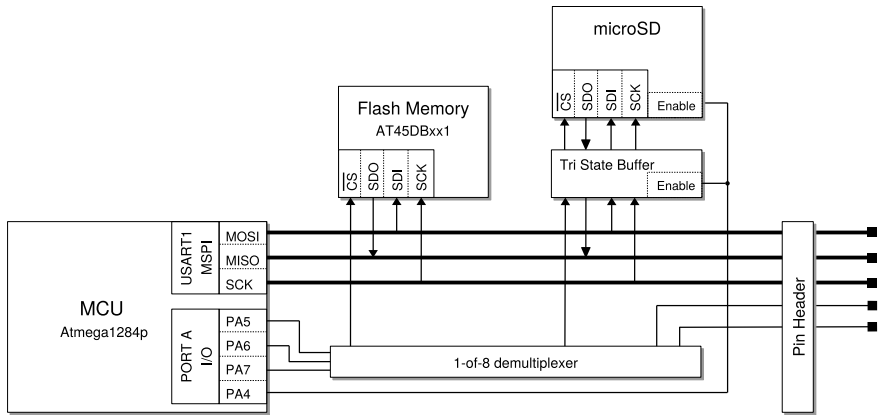 microSD
CS
SDO
SDI
SCK
Enable
Flash Memory
AT45DBxx1
CS
SDO
SDI
SCK
Tri State Buffer
Enable
MCU
Atmega1284p
USART1
MSPI
MOSI
MISO
SCK
PORT A
I/O
PA5
PA6
PA7
PA4
1-of-8 demultiplexer
Pin Header